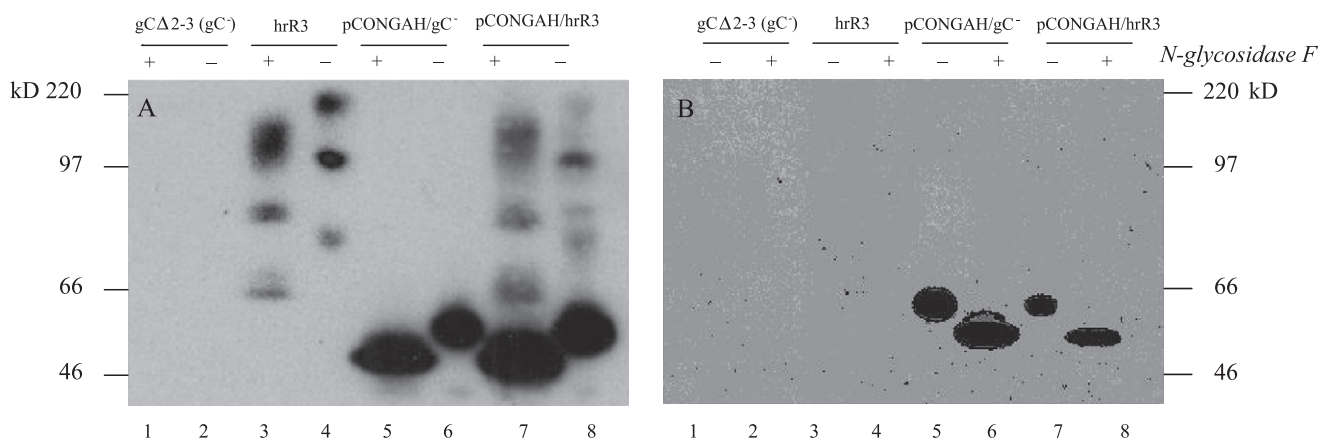 gCΔ2-3 (gC-) hrR3 pCONGAH/gC- pCONGAH/hrR3 gCΔ2-3 (gC-) hrR3 pCONGAH/gC- pCONGAH/hrR3
+ – + – + – + – – + – + – + – + N-glycosidase F
kD 220 A B 220 kD
97 97
66 66
46 46
1 2 3 4 5 6 7 8 1 2 3 4 5 6 7 8